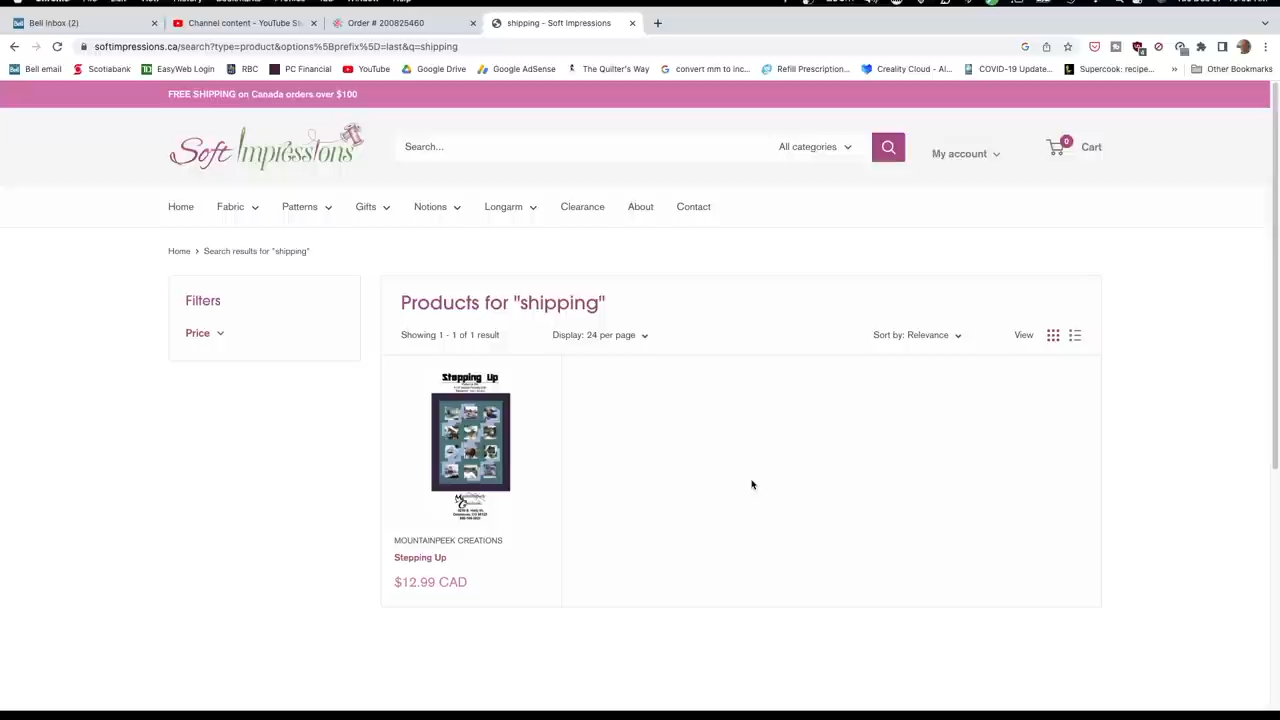 Bell Inbox (2)
Channel content - YouTube St
Order # 200825460
shipping - Soft Impressions
softimpressions.ca/search?type=product&options%5Bprefix%5D=last&q=shipping
Bell email
Scotiabank
EasyWeb Login
RBC
PC Financial
YouTube
Google Drive
Google AdSense
The Quilter's Way
convert mm to inc...
Refill Prescription...
Creality Cloud - Al...
COVID-19 Update...
Supercook: recipe...
Other Bookmarks
FREE SHIPPING on Canada orders over $100
Soft Impressions
Search...
All categories
My account
0
Cart
Home
Fabric
Patterns
Gifts
Notions
Longarm
Clearance
About
Contact
Home
Search results for "shipping"
Filters
Price
Products for "shipping"
Showing 1 - 1 of 1 result
Display: 24 per page
Sort by: Relevance
View
Stepping Up
MOUNTAINPEEK CREATIONS
Stepping Up
$12.99 CAD